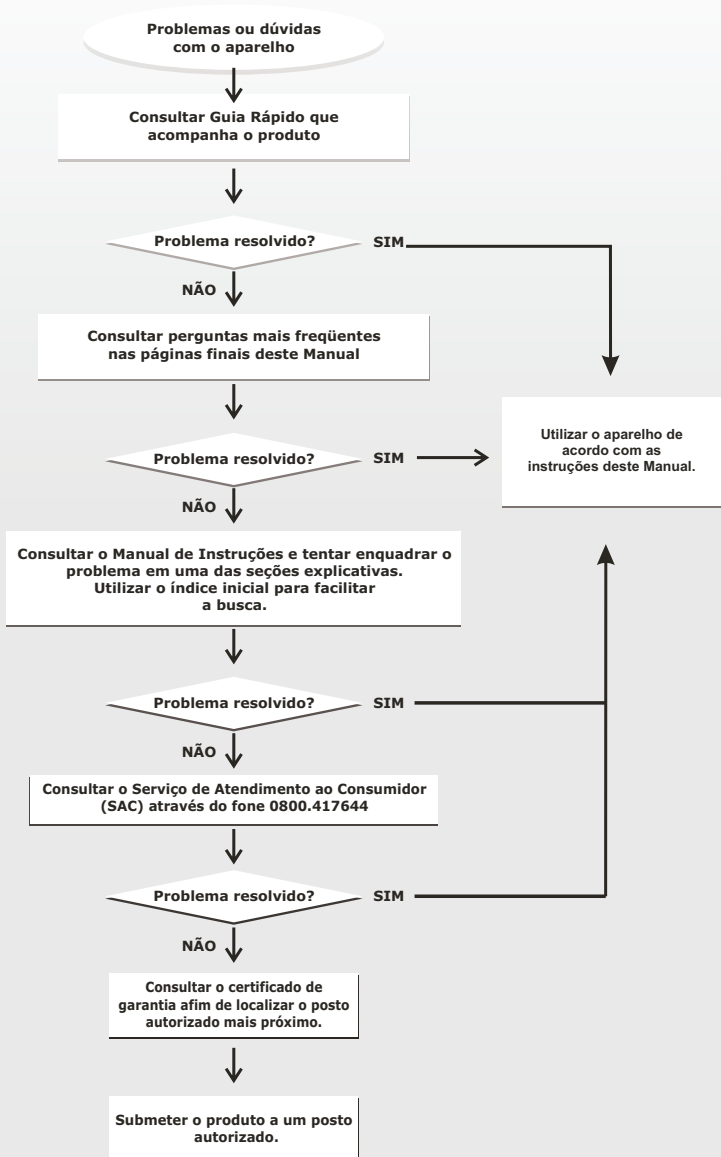 Problemas ou dúvidas
com o aparelho
Consultar Guia Rápido que
acompanha o produto
Problema resolvido?
SIM
NÃO
Consultar perguntas mais freqüentes
nas páginas finais deste Manual
Utilizar o aparelho de
acordo com as
instruções deste Manual.
Problema resolvido?
SIM
NÃO
Consultar o Manual de Instruções e tentar enquadrar o
problema em uma das seções explicativas.
Utilizar o índice inicial para facilitar
a busca.
Problema resolvido?
SIM
NÃO
Consultar o Serviço de Atendimento ao Consumidor
(SAC) através do fone 0800.417644
Problema resolvido?
SIM
NÃO
Consultar o certificado de
garantia afim de localizar o posto
autorizado mais próximo.
Submeter o produto a um posto
autorizado.